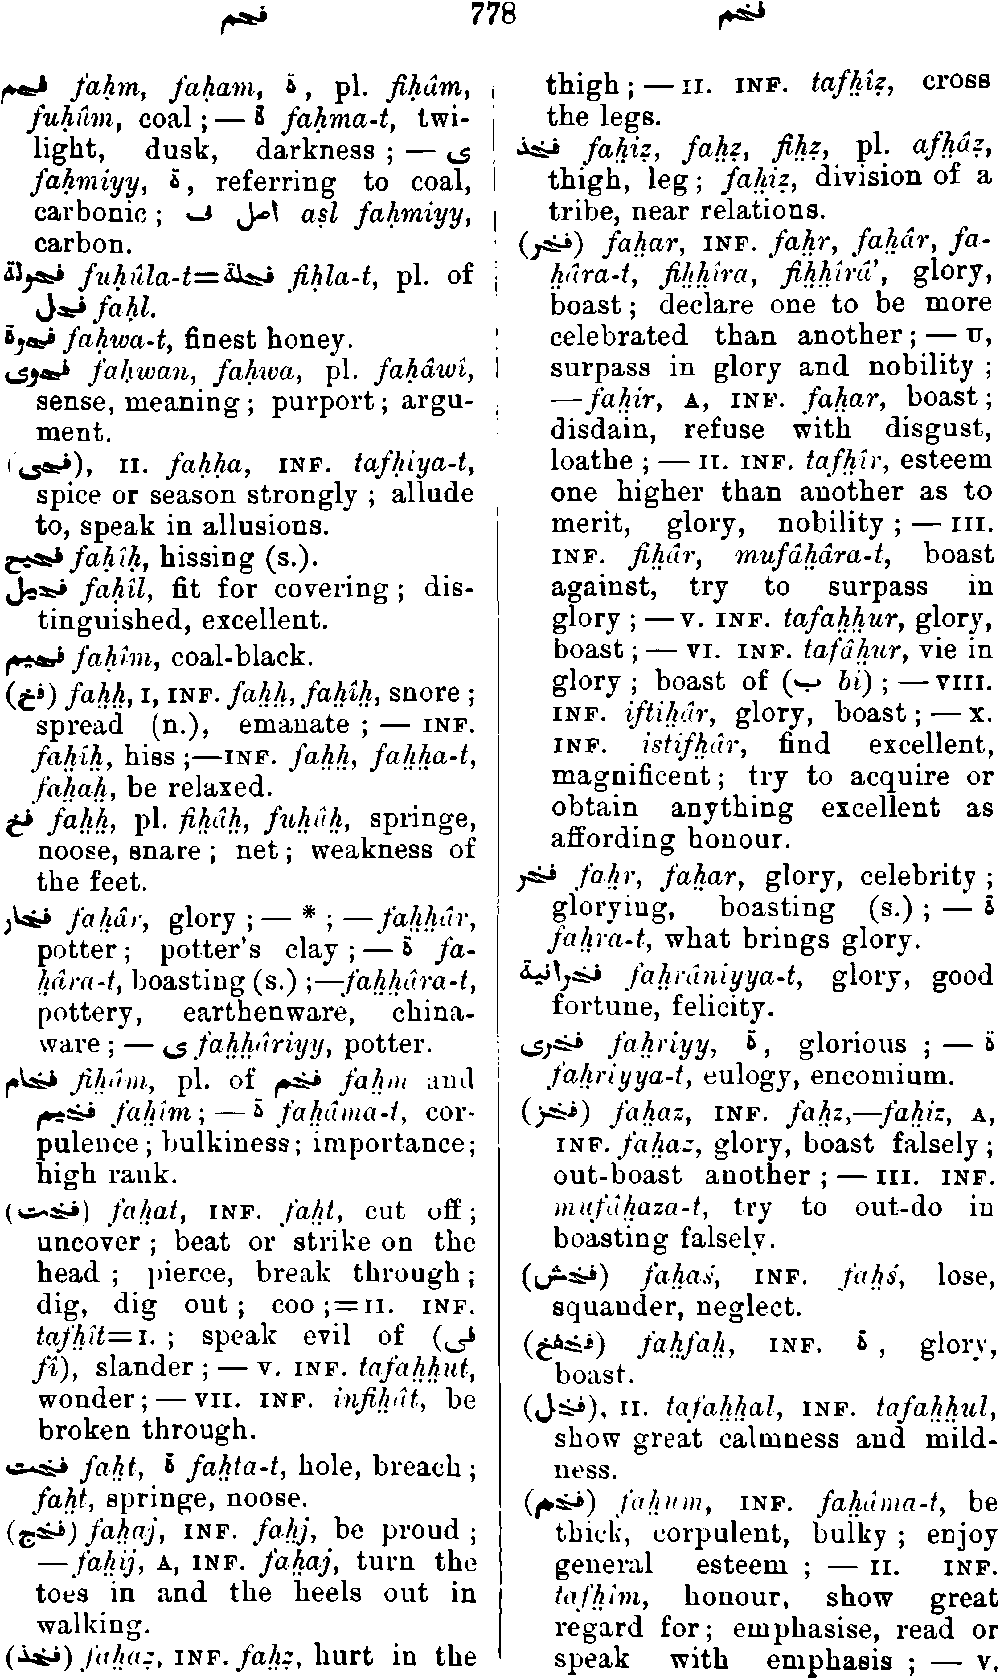 فحم 778 فخم
فحم faḥm, faḥam, ة, pl. fiḥâm,
fuḥûm, coal; — ة faḥma-t, twi-
light, dusk, darkness; — ى
faḥmiyy, ة, referring to coal,
carbonic; اصل ف aṣl faḥmiyy,
carbon.
فحولة fuḥûla-t=فحلة fiḥla-t, pl. of
فحل faḥl.
فحوة faḥwa-t, finest honey.
فحوى faḥwan, faḥwa, pl. faḥâwî,
sense, meaning; purport; argu-
ment.
(فحى), II. faḥḥa, INF. tafḥiya-t,
spice or season strongly; allude
to, speak in allusions.
فحيح faḥîḥ, hissing (s.).
فحيل faḥîl, fit for covering; dis-
tinguished, excellent.
فحيم faḥîm, coal-black.
(فخ) faḫḫ, I, INF. faḫḫ, faḫîḫ, snore;
spread (n.), emanate; — INF.
faḫîḫ, hiss;—INF. faḫḫ, faḫḫa-t,
faḫaḫ, be relaxed.
فخ faḫḫ, pl. fiḫâḫ, fuḫûḫ, springe,
noose, snare; net; weakness of
the feet.
فخار faḫâr, glory; — *; — faḫḫâr,
potter; potter's clay; — ة fa-
ḫâra-t, boasting (s.);—faḫḫâra-t,
pottery, earthenware, china-
ware; — ى faḫḫâriyy, potter.
فخام fiḫâm, pl. of فخم faḫm and
فخيم faḫîm; — ة faḫâma-t, cor-
pulence; bulkiness; importance;
high rank.
(فخت) faḫat, INF. faḫt, cut off;
uncover; beat or strike on the
head; pierce, break through;
dig, dig out; coo;=II. INF.
tafḫît=I.; speak evil of (فى
fî), slander; — V. INF. tafaḫḫut,
wonder; — VII. INF. infiḫât, be
broken through.
فخت faḫt, ة faḫta-t, hole, breach;
faḫt, springe, noose.
(فخج) faḫaj, INF. faḫj, be proud;
— faḫij, A, INF. faḫaj, turn the
toes in and the heels out in
walking.
(فخذ) faḫaẕ, INF. faḫẕ, hurt in the
thigh; — II. INF. tafḫîẕ, cross
the legs.
فخذ faḫiẕ, faḫẕ, fiḫẕ, pl. afḫâẕ,
thigh, leg; faḫiẕ, division of a
tribe, near relations.
(فخر) faḫar, INF. faḫr, faḫâr, fa-
ḫâra-t, fiḫḫîra, fiḫḫîrâ', glory,
boast; declare one to be more
celebrated than another; — U,
surpass in glory and nobility;
— faḫir, A, INF. faḫar, boast;
disdain, refuse with disgust,
loathe; — II. INF. tafḫîr, esteem
one higher than another as to
merit, glory, nobility; — III.
INF. fiḫâr, mufâḫâra-t, boast
against, try to surpass in
glory; — V. INF. tafaḫḫur, glory,
boast; — VI. INF. tafâḫur, vie in
glory; boast of (ب bi); — VIII.
INF. iftiḫâr, glory, boast; — X.
INF. istifḫâr, find excellent,
magnificent; try to acquire or
obtain anything excellent as
affording honour.
فخر faḫr, faḫar, glory, celebrity;
glorying, boasting (s.); — ة
faḫra-t, what brings glory.
فخرانية faḫrâniyya-t, glory, good
fortune, felicity.
فخرى faḫriyy, ة, glorious; — ة
faḫriyya-t, eulogy, encomium.
(فخز) faḫaz, INF. faḫz,—faḫiz, A,
INF. faḫaz, glory, boast falsely;
out-boast another; — III. INF.
mufâḫaza-t, try to out-do in
boasting falsely.
(فخش) faḫaś, INF. faḫś, lose,
squander, neglect.
(فخفخ) faḫfaḫ, INF. ة, glory,
boast.
(فخل), II. tafaḫḫal, INF. tafaḫḫul,
show great calmness and mild-
ness.
(فخم) faḫum, INF. faḫâma-t, be
thick, corpulent, bulky; enjoy
general esteem; — II. INF.
tafḫîm, honour, show great
regard for; emphasise, read or
speak with emphasis; — V.